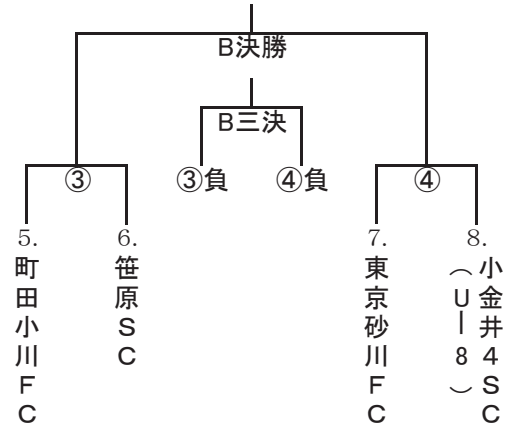 B決勝
B三決
③
③負
④負
④
5.
町田小川FC
6.
笹原SC
7.
東京砂川FC
8.
小金井4SC
（U－8）